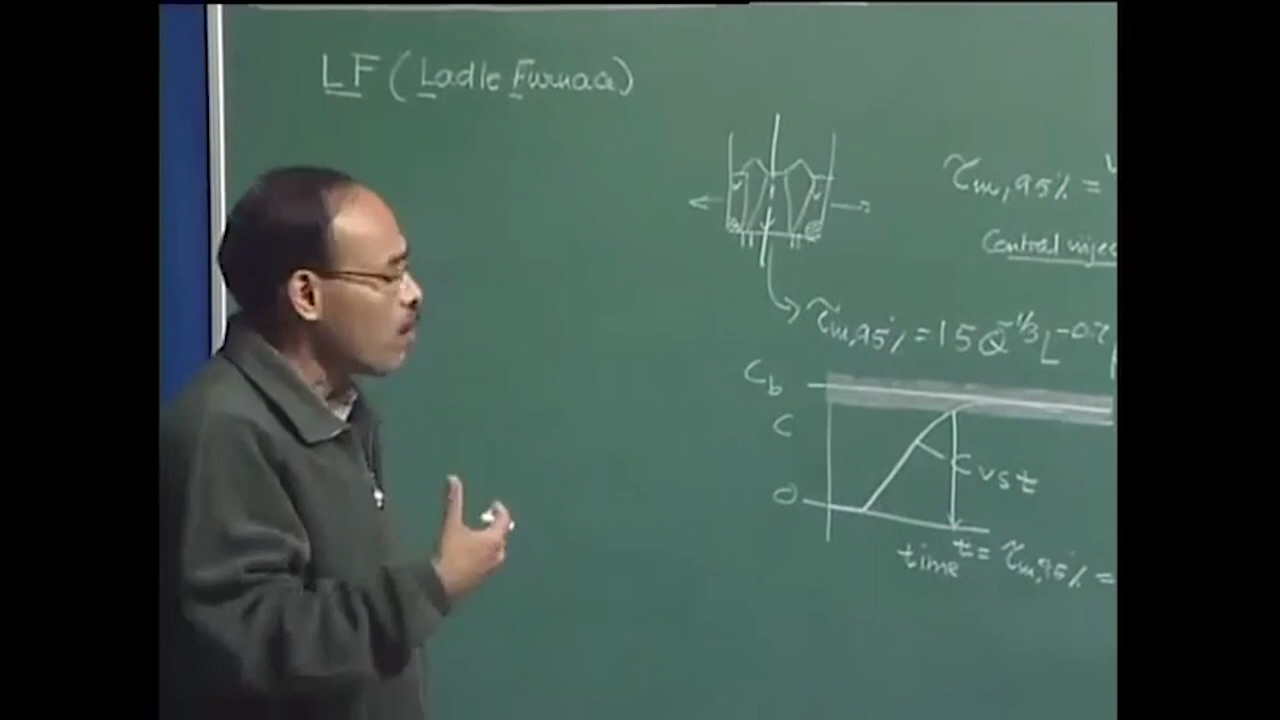 LF (Ladle Furnace)
τm,95% =
Central injec
τm,95% = 15 Q^-1/3 L^-0.7
Cb
C
C vs t
0
time t = τm,95% =